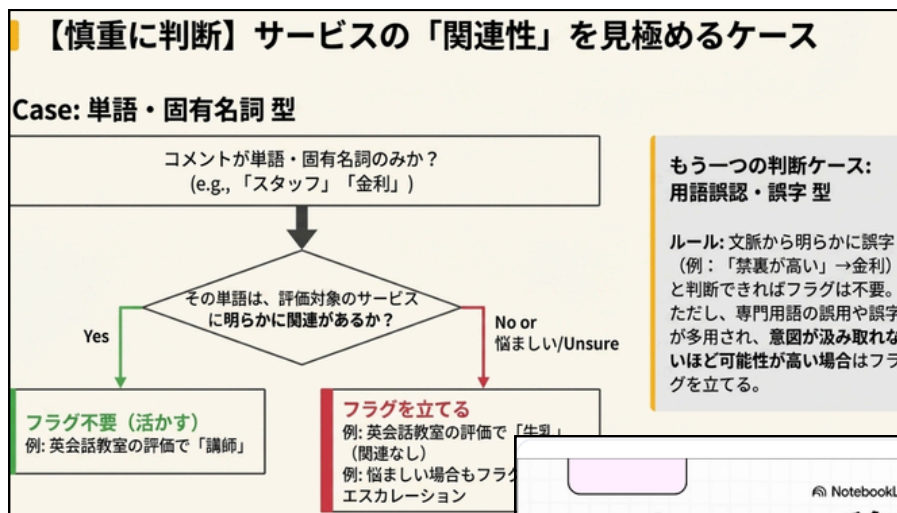 【慎重に判断】サービスの「関連性」を見極めるケース
Case: 単語・固有名詞 型
コメントが単語・固有名詞のみか？
(e.g., 「スタッフ」「金利」)
その単語は、評価対象のサービス
に明らかに関連があるか？
Yes
No or
悩ましい/Unsure
フラグ不要（活かす）
例: 英会話教室の評価で「講師」
フラグを立てる
例: 英会話教室の評価で「牛乳」
（関連なし）
例: 悩ましい場合もフラグ
エスカレーション
もう一つの判断ケース:
用語誤認・誤字 型
ルール: 文脈から明らかに誤字
（例：「禁裏が高い」→金利）
と判断できればフラグは不要。
ただし、専門用語の誤用や誤字
が多用され、意図が汲み取れな
いほど可能性が高い場合はフラ
グを立てる。
NotebookL